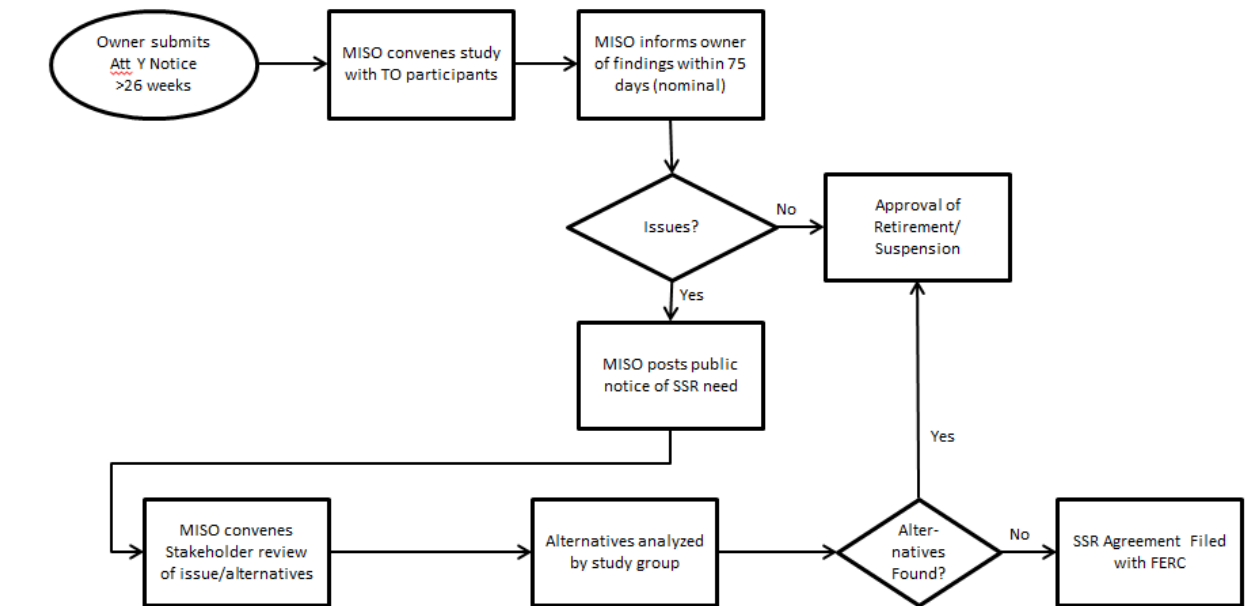 Owner submits
Att Y Notice
>26 weeks
MISO convenes study
with TO participants
MISO informs owner
of findings within 75
days (nominal)
Issues?
No
Approval of
Retirement/
Suspension
Yes
MISO posts public
notice of SSR need
Yes
MISO convenes
Stakeholder review
of issue/alternatives
Alternatives analyzed
by study group
Alter-
natives
Found?
No
SSR Agreement Filed
with FERC